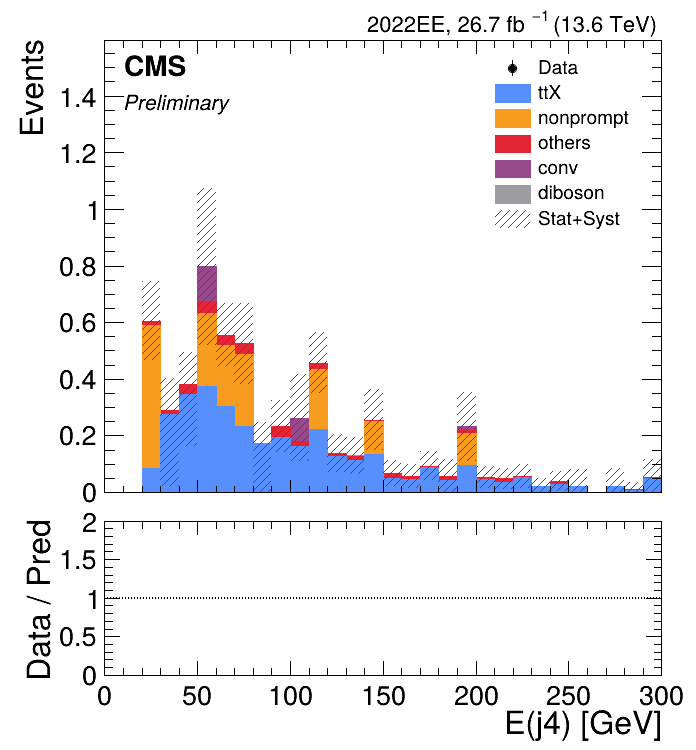 2022EE, 26.7 fb⁻¹ (13.6 TeV)
CMS
Preliminary
Data
ttX
nonprompt
others
conv
diboson
Stat+Syst
Events
1.4
1.2
1
0.8
0.6
0.4
0.2
0
Data / Pred
2
1.5
1
0.5
0
0 50 100 150 200 250 300
E(j4) [GeV]